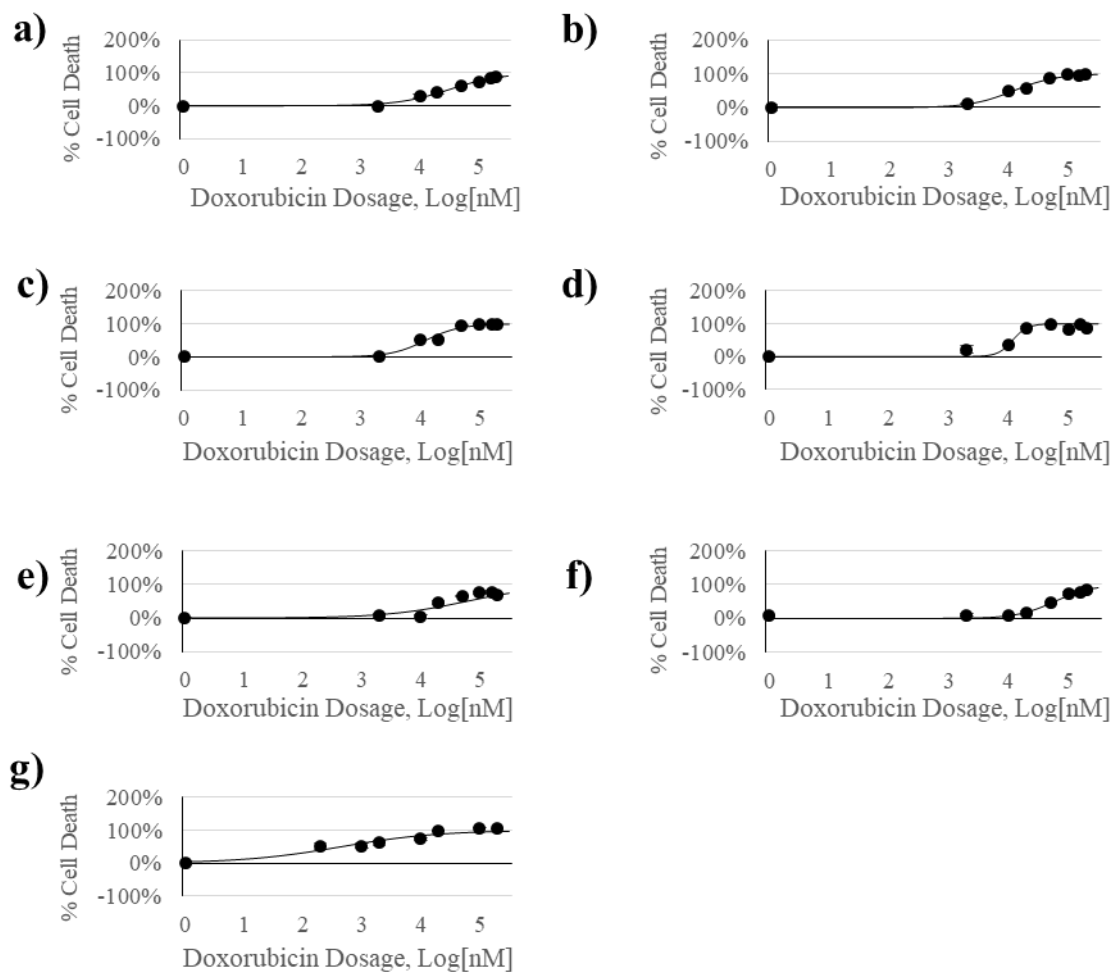 a)
% Cell Death
200%
100%
0%
-100%
0 1 2 3 4 5
Doxorubicin Dosage, Log[nM]
b)
% Cell Death
200%
100%
0%
-100%
0 1 2 3 4 5
Doxorubicin Dosage, Log[nM]
c)
% Cell Death
200%
100%
0%
-100%
0 1 2 3 4 5
Doxorubicin Dosage, Log[nM]
d)
% Cell Death
200%
100%
0%
-100%
0 1 2 3 4 5
Doxorubicin Dosage, Log[nM]
e)
% Cell Death
200%
100%
0%
-100%
0 1 2 3 4 5
Doxorubicin Dosage, Log[nM]
f)
% Cell Death
200%
100%
0%
-100%
0 1 2 3 4 5
Doxorubicin Dosage, Log[nM]
g)
% Cell Death
200%
100%
0%
-100%
0 1 2 3 4 5
Doxorubicin Dosage, Log[nM]